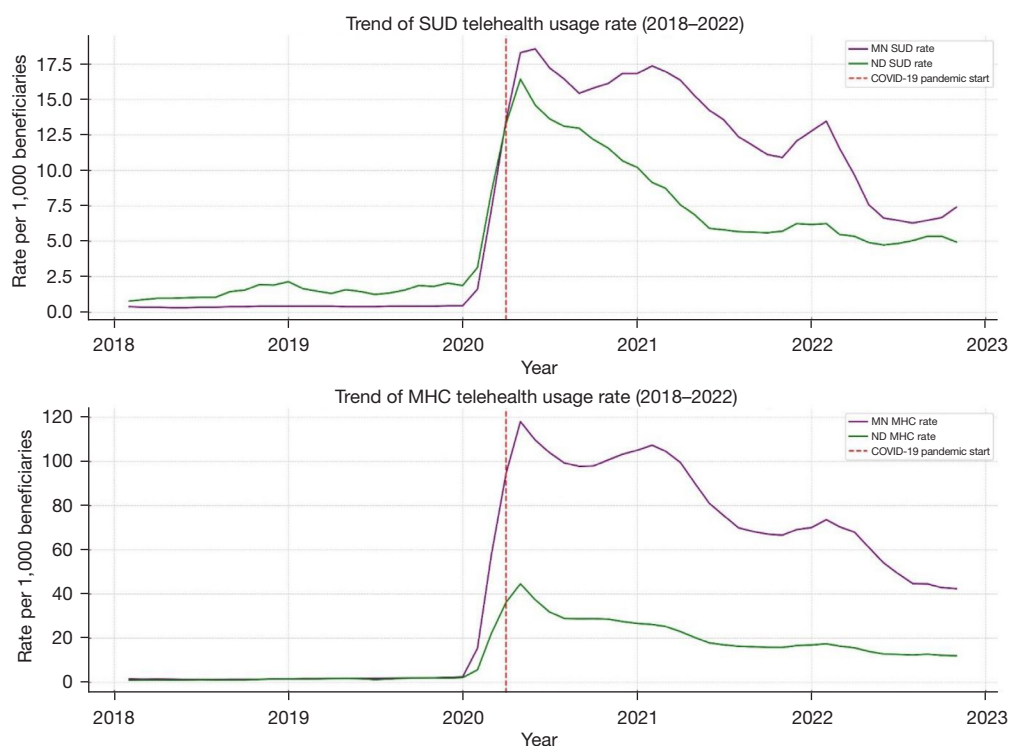 Trend of SUD telehealth usage rate (2018–2022)
Rate per 1,000 beneficiaries
17.5
15.0
12.5
10.0
7.5
5.0
2.5
0.0
MN SUD rate
ND SUD rate
COVID-19 pandemic start
2018 2019 2020 2021 2022 2023
Year
Trend of MHC telehealth usage rate (2018–2022)
Rate per 1,000 beneficiaries
120
100
80
60
40
20
0
MN MHC rate
ND MHC rate
COVID-19 pandemic start
2018 2019 2020 2021 2022 2023
Year